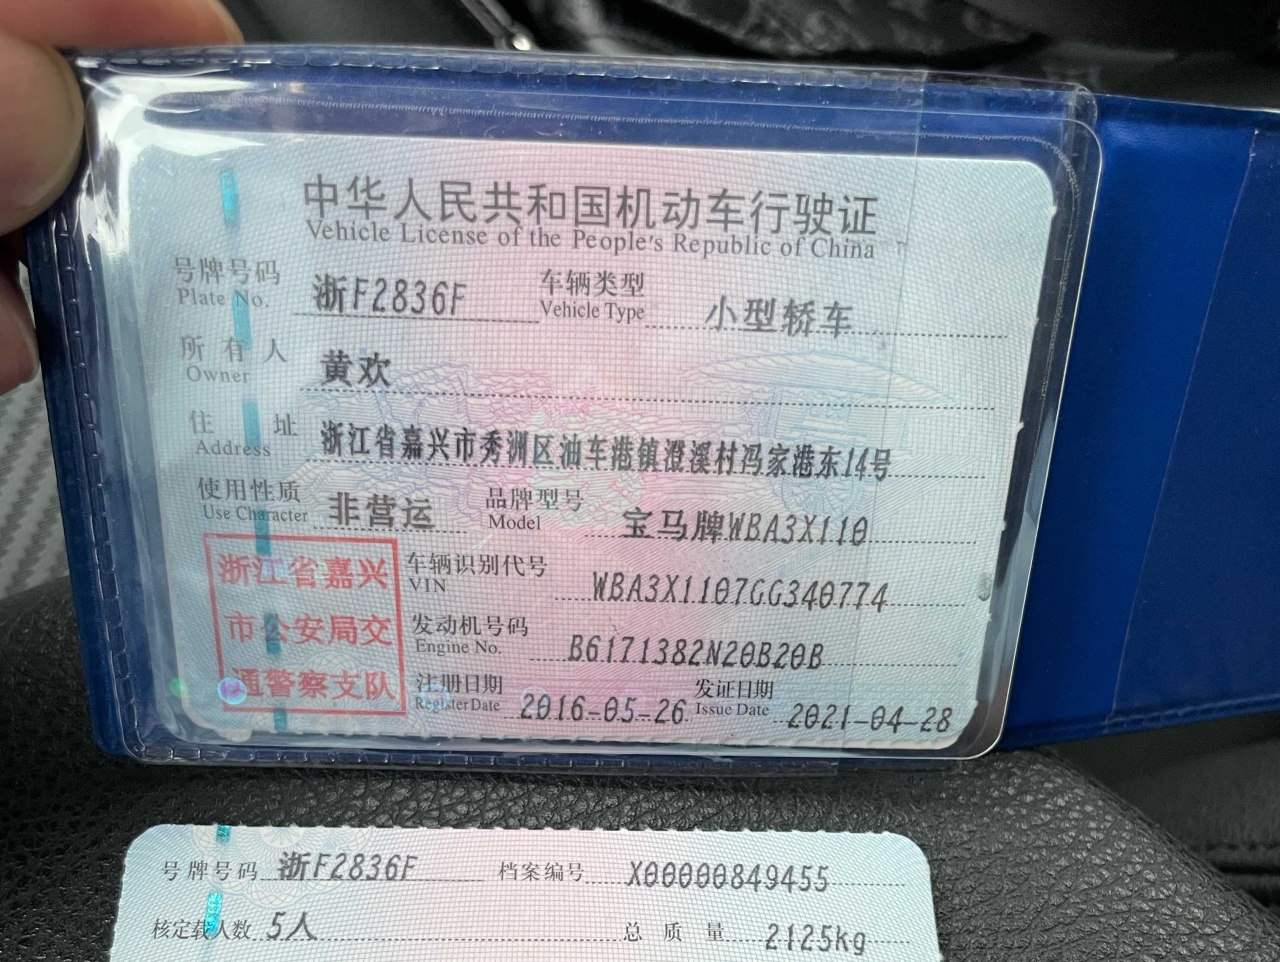 中华人民共和国机动车行驶证
Vehicle License of the People's Republic of China
号牌号码 浙F2836F 车辆类型 小型轿车
Plate No. Vehicle Type
所有人 黄欢
Owner
住址 浙江省嘉兴市秀洲区油车港镇澄溪村冯家港东14号
Address
使用性质 非营运 品牌型号 宝马牌WBA3X110
Use Character Model
浙江省嘉兴
市公安局交
通警察支队
车辆识别代号 WBA3X1107GG340774
VIN
发动机号码 B6171382N20B20B
Engine No.
注册日期 2016-05-26 发证日期 2021-04-28
Register Date Issue Date
号牌号码 浙F2836F 档案编号 X00000849455
核定载人数 5人 总质量 2125kg